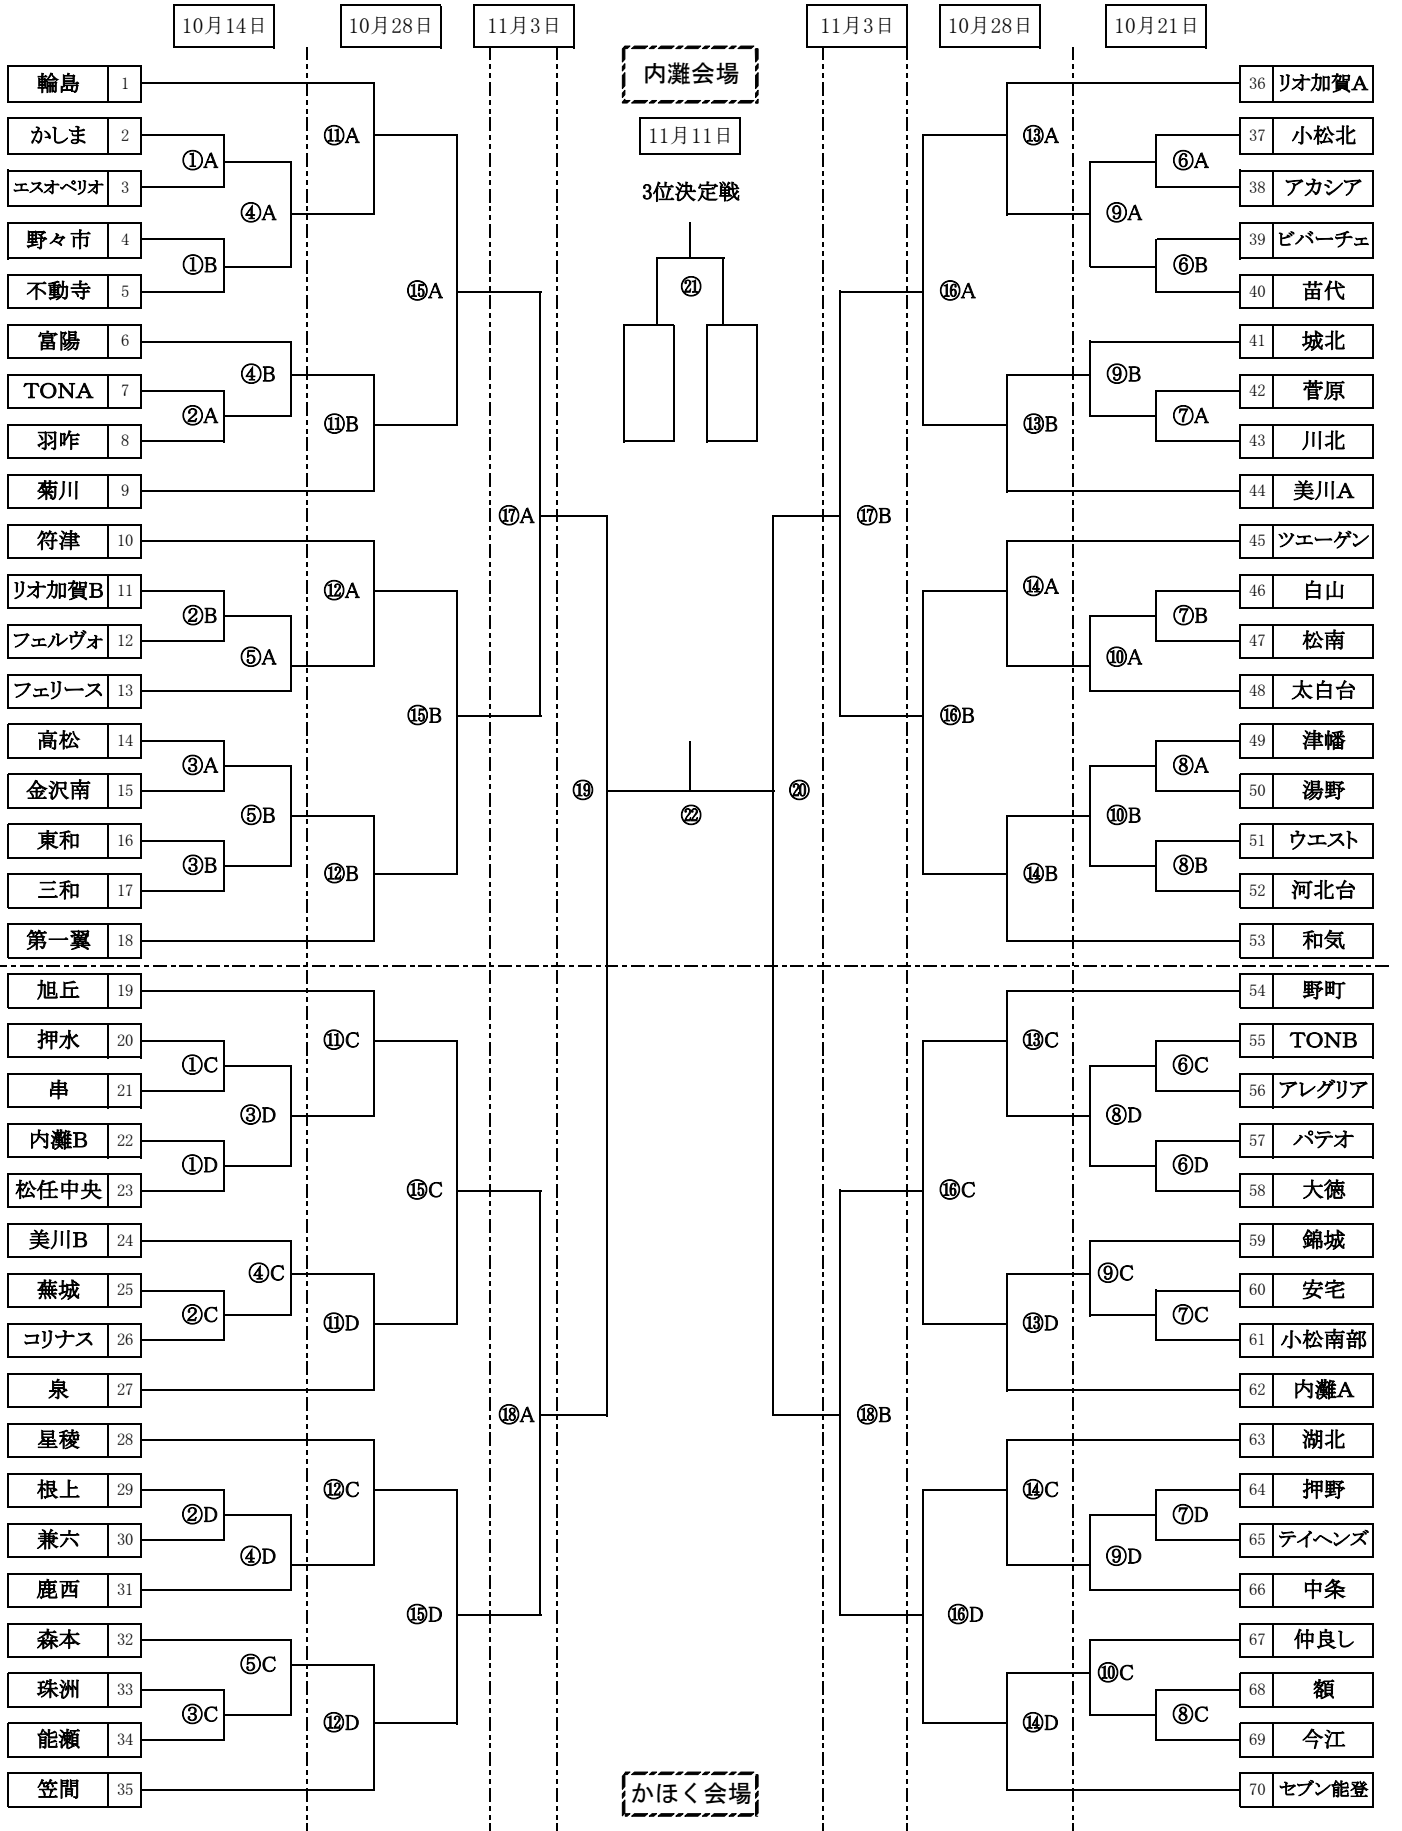 10月14日 10月28日 11月3日 11月3日 10月28日 10月21日
内灘会場
11月11日
3位決定戦
㉑
輪島 1
かしま 2
エスオペリオ 3
野々市 4
不動寺 5
富陽 6
TONA 7
羽咋 8
菊川 9
符津 10
リオ加賀B 11
フェルヴォ 12
フェリース 13
高松 14
金沢南 15
東和 16
三和 17
第一翼 18
旭丘 19
押水 20
串 21
内灘B 22
松任中央 23
美川B 24
蕪城 25
コリナス 26
泉 27
星稜 28
根上 29
兼六 30
鹿西 31
森本 32
珠洲 33
能瀬 34
笠間 35
①A
①B
②A
②B
③A
③B
①C
①D
②C
②D
③C
④A
④B
⑤A
⑤B
③D
④C
④D
⑤C
⑪A
⑪B
⑫A
⑫B
⑪C
⑪D
⑫C
⑫D
⑮A
⑮B
⑮C
⑮D
⑰A
⑱A
⑲
㉒
⑳
⑰B
⑱B
⑯A
⑯B
⑯C
⑯D
⑬A
⑬B
⑭A
⑭B
⑬C
⑬D
⑭C
⑭D
⑨A
⑨B
⑩A
⑩B
⑧D
⑨C
⑨D
⑩C
⑥A
⑥B
⑦A
⑦B
⑧A
⑧B
⑥C
⑥D
⑦C
⑦D
⑧C
36 リオ加賀A
37 小松北
38 アカシア
39 ビバーチェ
40 苗代
41 城北
42 菅原
43 川北
44 美川A
45 ツエーゲン
46 白山
47 松南
48 太白台
49 津幡
50 湯野
51 ウエスト
52 河北台
53 和気
54 野町
55 TONB
56 アレグリア
57 パテオ
58 大徳
59 錦城
60 安宅
61 小松南部
62 内灘A
63 湖北
64 押野
65 テイヘンズ
66 中条
67 仲良し
68 額
69 今江
70 セブン能登
かほく会場